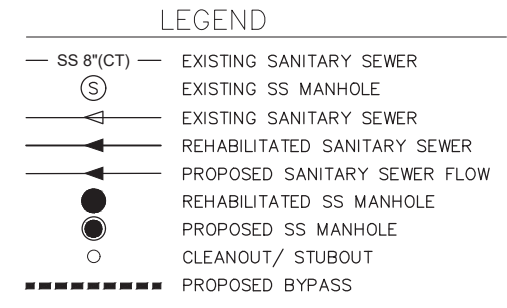 LEGEND
SS 8"(CT) EXISTING SANITARY SEWER
S EXISTING SS MANHOLE
EXISTING SANITARY SEWER
REHABILITATED SANITARY SEWER
PROPOSED SANITARY SEWER FLOW
REHABILITATED SS MANHOLE
PROPOSED SS MANHOLE
CLEANOUT/ STUBOUT
PROPOSED BYPASS